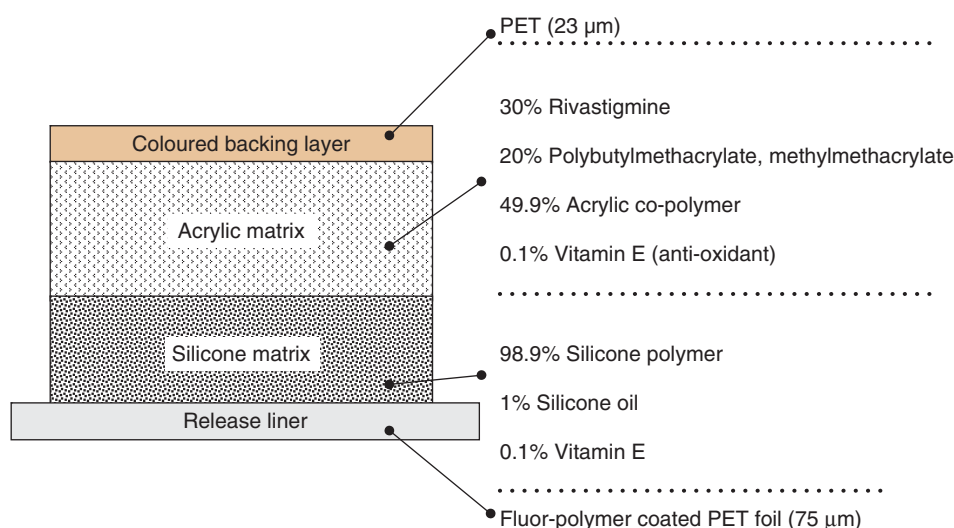 PET (23 µm)
30% Rivastigmine
Coloured backing layer
20% Polybutylmethacrylate, methylmethacrylate
49.9% Acrylic co-polymer
Acrylic matrix
0.1% Vitamin E (anti-oxidant)
Silicone matrix
98.9% Silicone polymer
1% Silicone oil
Release liner
0.1% Vitamin E
Fluor-polymer coated PET foil (75 µm)